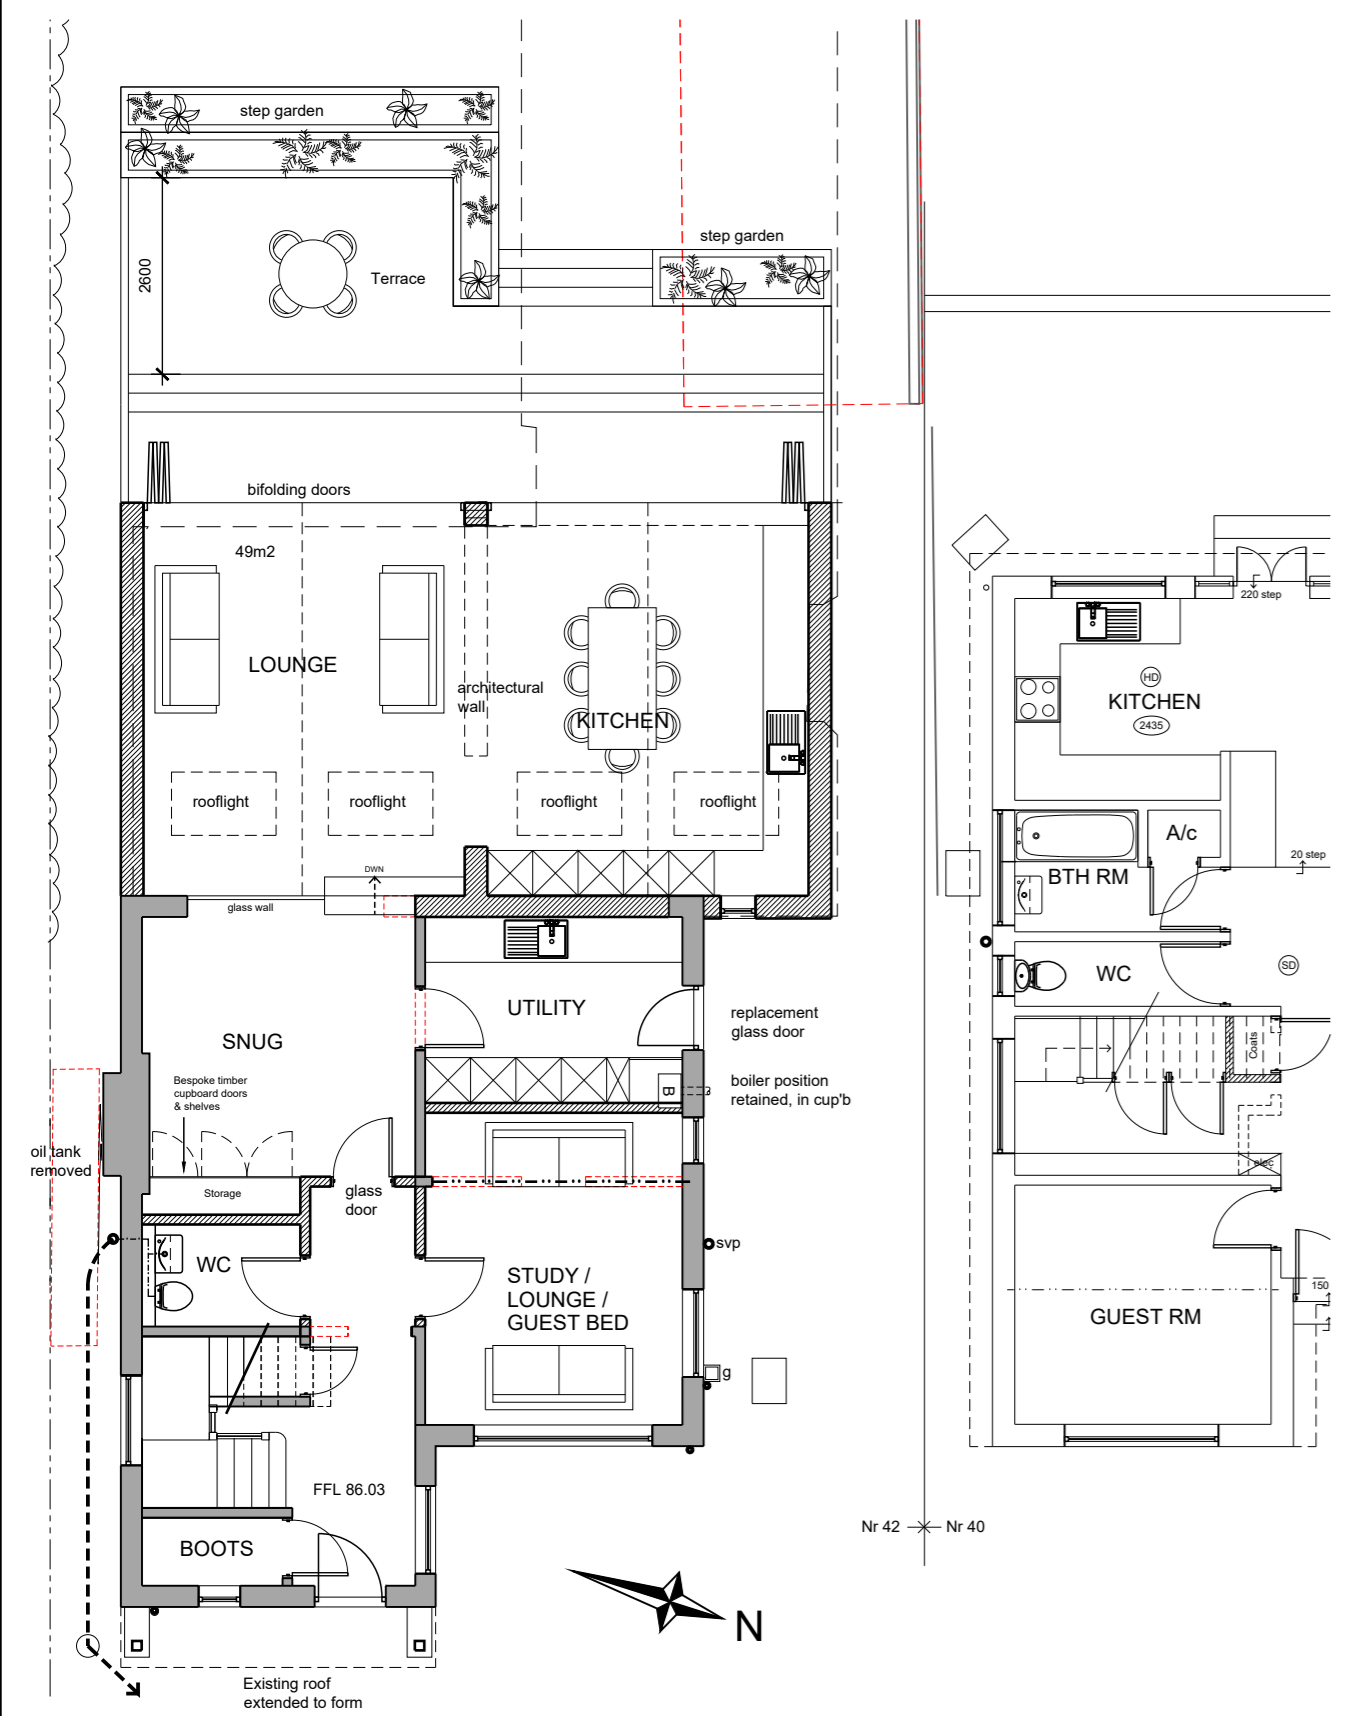 step garden
step garden
2600
Terrace
bifolding doors
49m2
LOUNGE
architectural
wall
KITCHEN
rooflight
rooflight
rooflight
rooflight
DWN
glass wall
UTILITY
SNUG
replacement
glass door
boiler position
retained, in cup'b
B
Bespoke timber
cupboard doors
& shelves
oil tank
removed
Storage
glass
door
WC
svp
STUDY /
LOUNGE /
GUEST BED
g
FFL 86.03
BOOTS
N
Existing roof
extended to form
Nr 42
Nr 40
220 step
HD
KITCHEN
2435
A/c
20 step
BTH RM
WC
SD
Coats
elec
150
GUEST RM